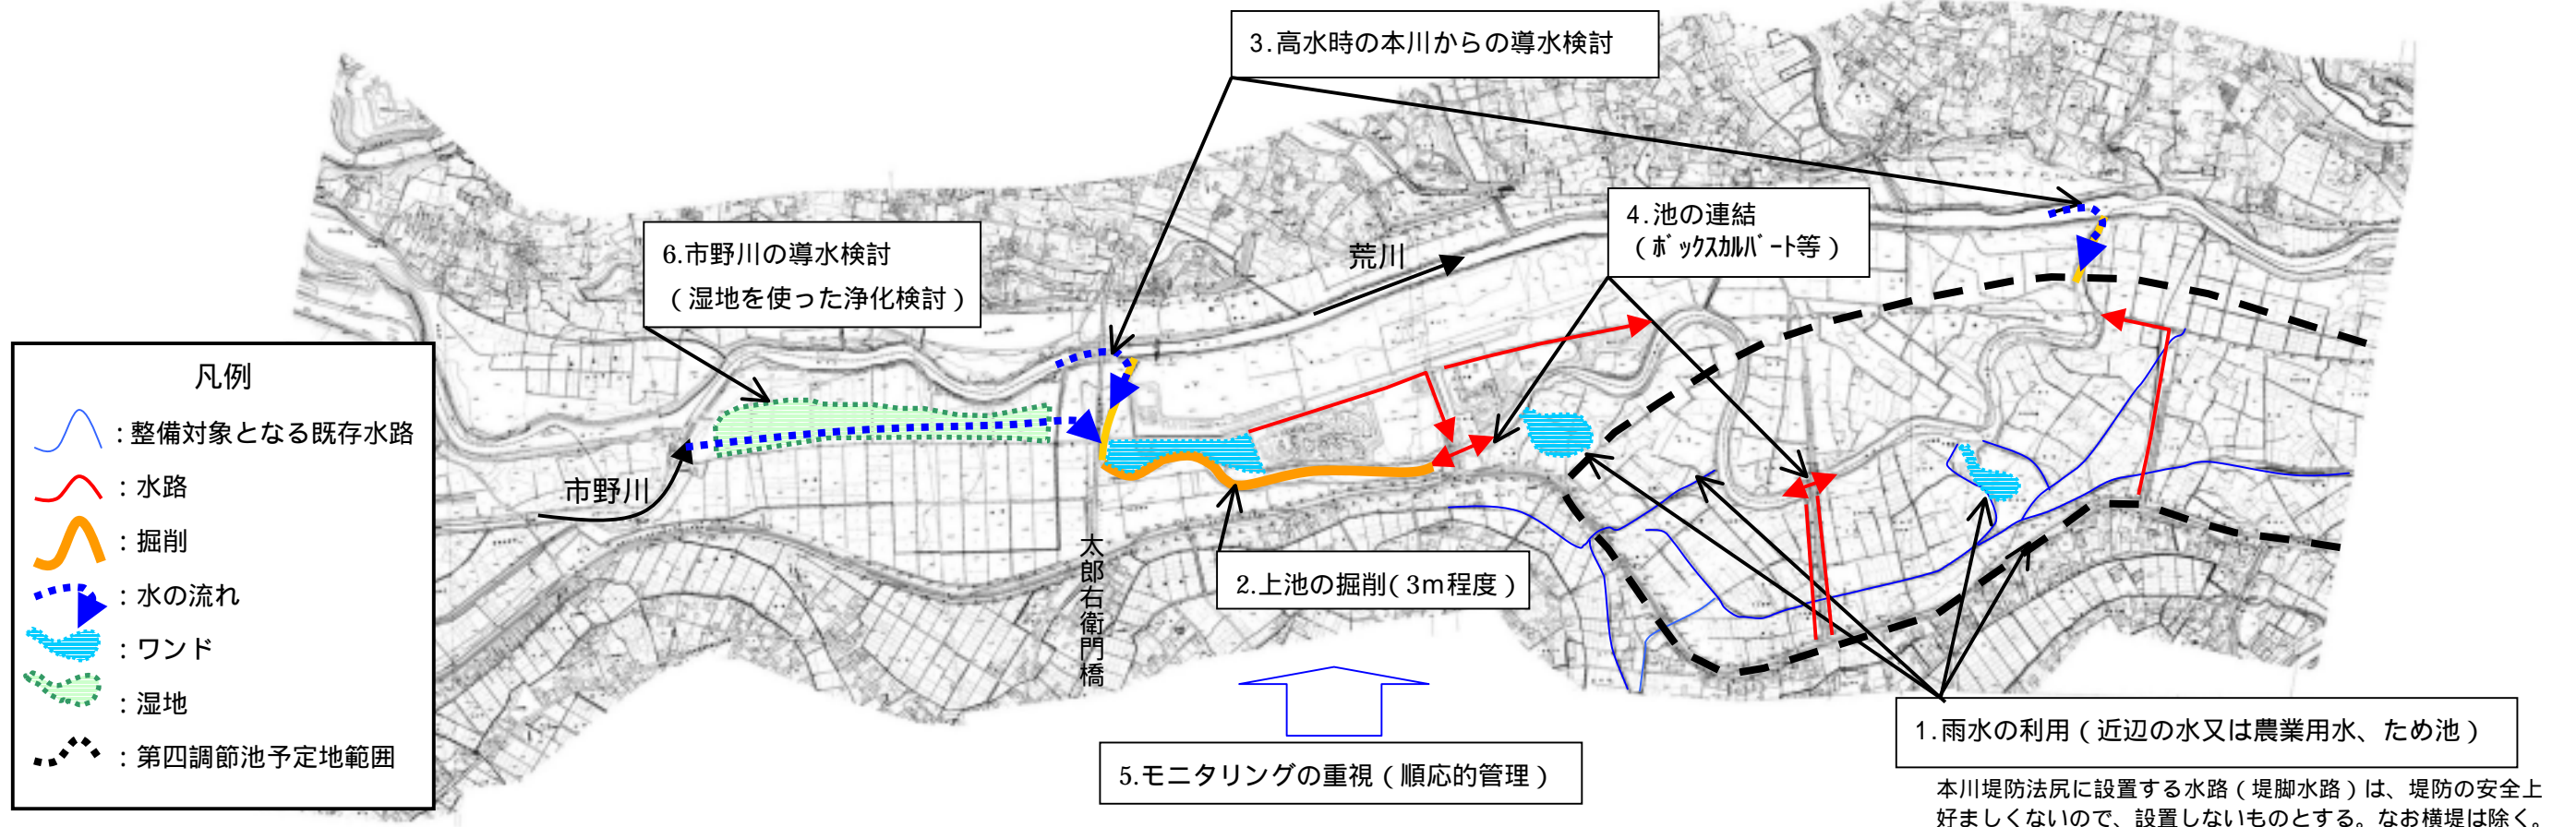 3.高水時の本川からの導水検討
4.池の連結
（ﾎﾞｯｸｽｶﾙﾊﾞｰﾄ等）
6.市野川の導水検討
（湿地を使った浄化検討）
荒川
凡例
：整備対象となる既存水路
：水路
：掘削
：水の流れ
：ワンド
：湿地
：第四調節池予定地範囲
市野川
太郎右衛門橋
2.上池の掘削(3m程度）
5.モニタリングの重視（順応的管理）
1.雨水の利用（近辺の水又は農業用水、ため池）
本川堤防法尻に設置する水路（堤脚水路）は、堤防の安全上
好ましくないので、設置しないものとする。なお横堤は除く。